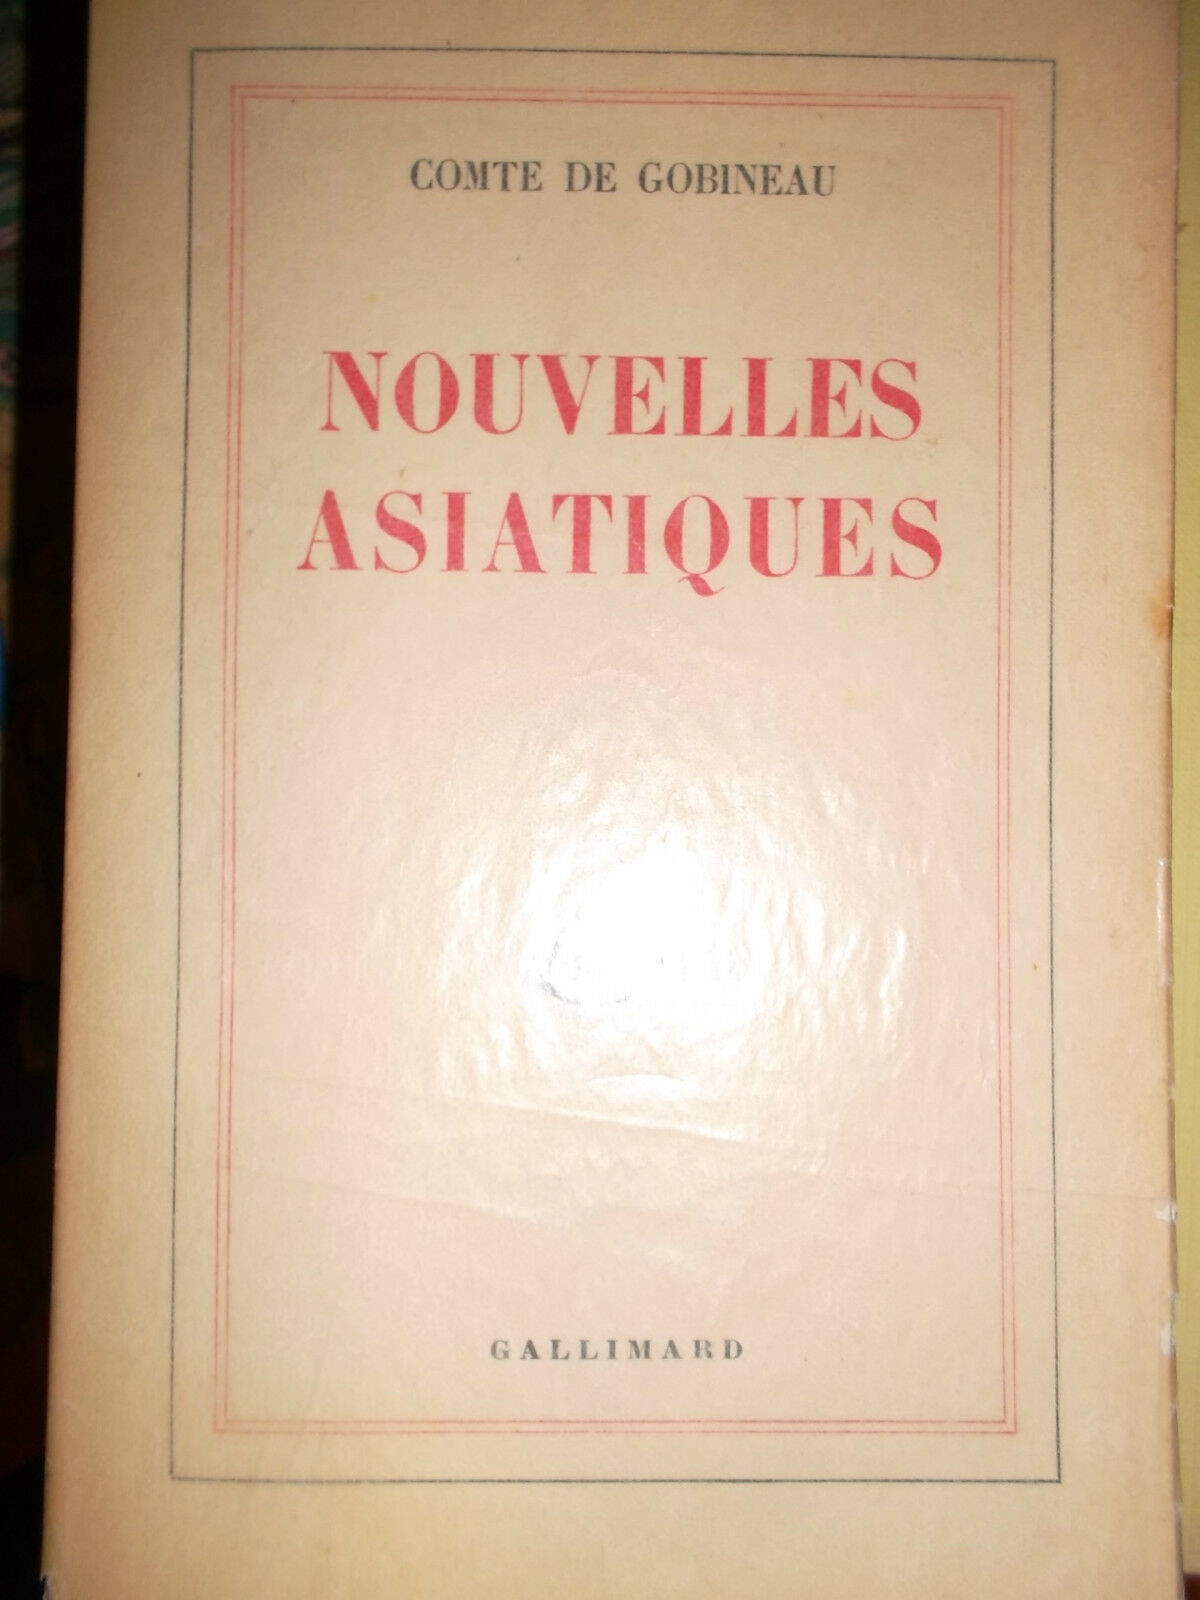 COMTE DE GOBINEAU
NOUVELLES
ASIATIQUES
GALLIMARD